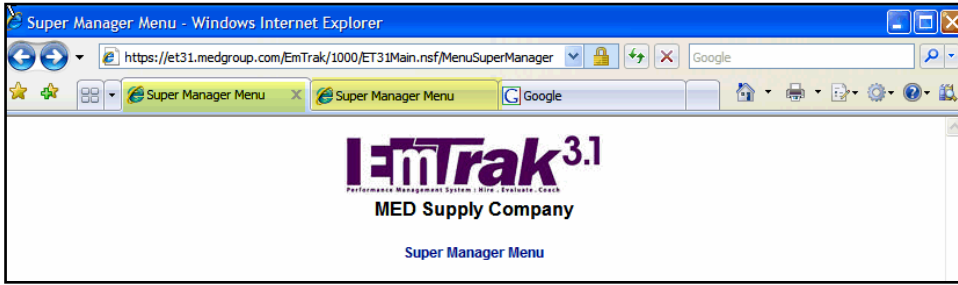 Super Manager Menu - Windows Internet Explorer
https://et31.medgroup.com/EmTrak/1000/ET31Main.nsf/MenuSuperManager
Google
Super Manager Menu
Super Manager Menu
Google
EmTrak 3.1
Performance Management System : Hire . Evaluate . Coach
MED Supply Company
Super Manager Menu